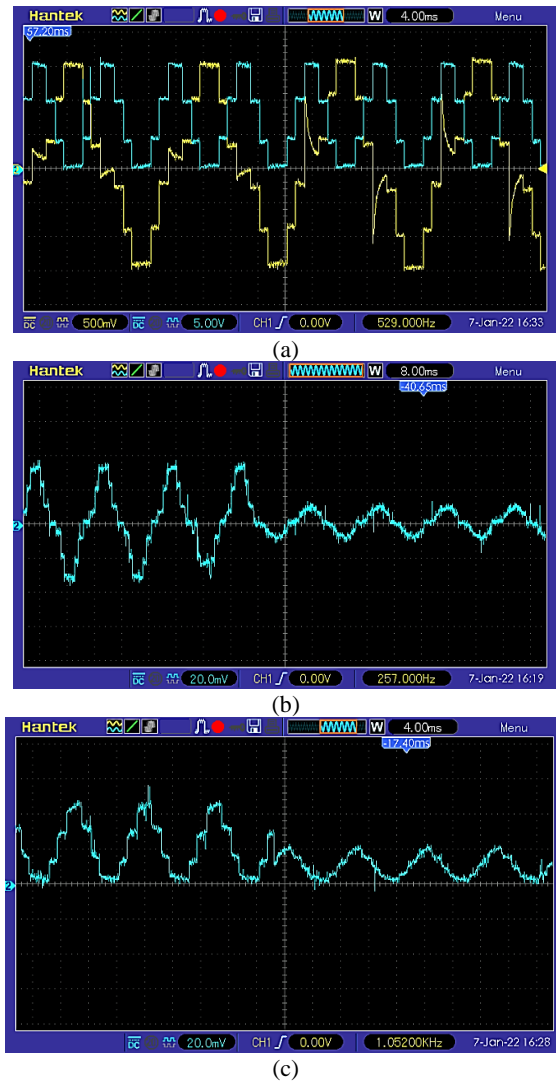 Hantek W 4.00ms Menu
57.20ms
DC 500mV 5.00V CH1 0.00V 529.000Hz 7-Jan-22 16:33
(a)
Hantek W 8.00ms Menu
-40.65ms
2
DC 20.0mV CH1 0.00V 257.000Hz 7-Jan-22 16:19
(b)
Hantek W 4.00ms Menu
-17.40ms
2
DC 20.0mV CH1 0.00V 1.05200KHz 7-Jan-22 16:28
(c)